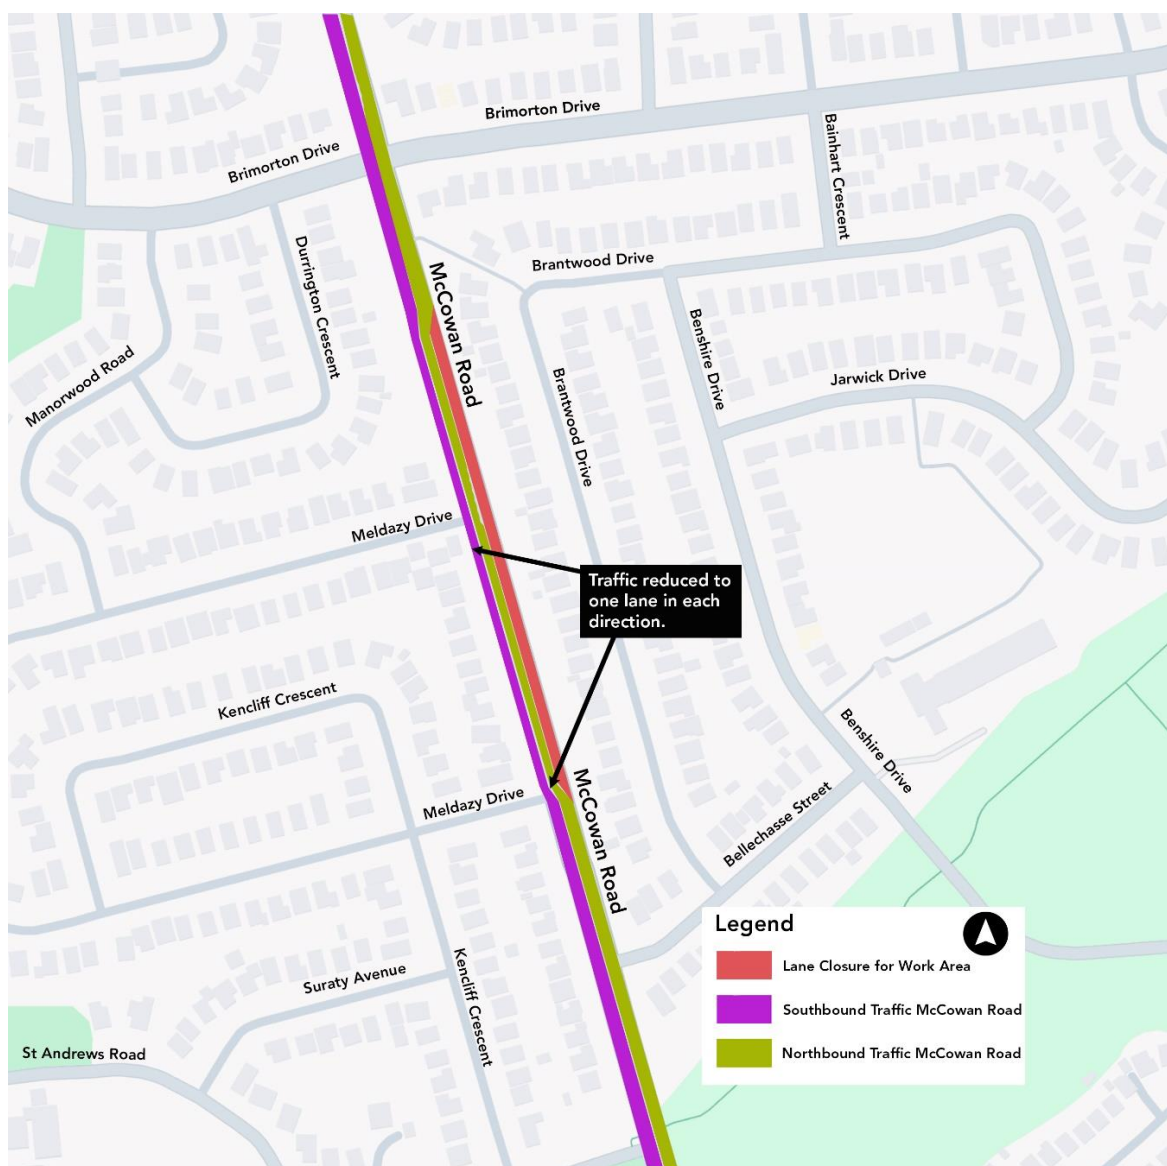 Brimorton Drive
Brimorton Drive
Bainhart Crescent
Durrington Crescent
Brantwood Drive
McCowan Road
Benshire Drive
Manorwood Road
Brantwood Drive
Jarwick Drive
Meldazy Drive
Traffic reduced to
one lane in each
direction.
Kencliff Crescent
Benshire Drive
Meldazy Drive
McCowan Road
Bellechasse Street
Suraty Avenue
Kencliff Crescent
St Andrews Road
Legend
Lane Closure for Work Area
Southbound Traffic McCowan Road
Northbound Traffic McCowan Road